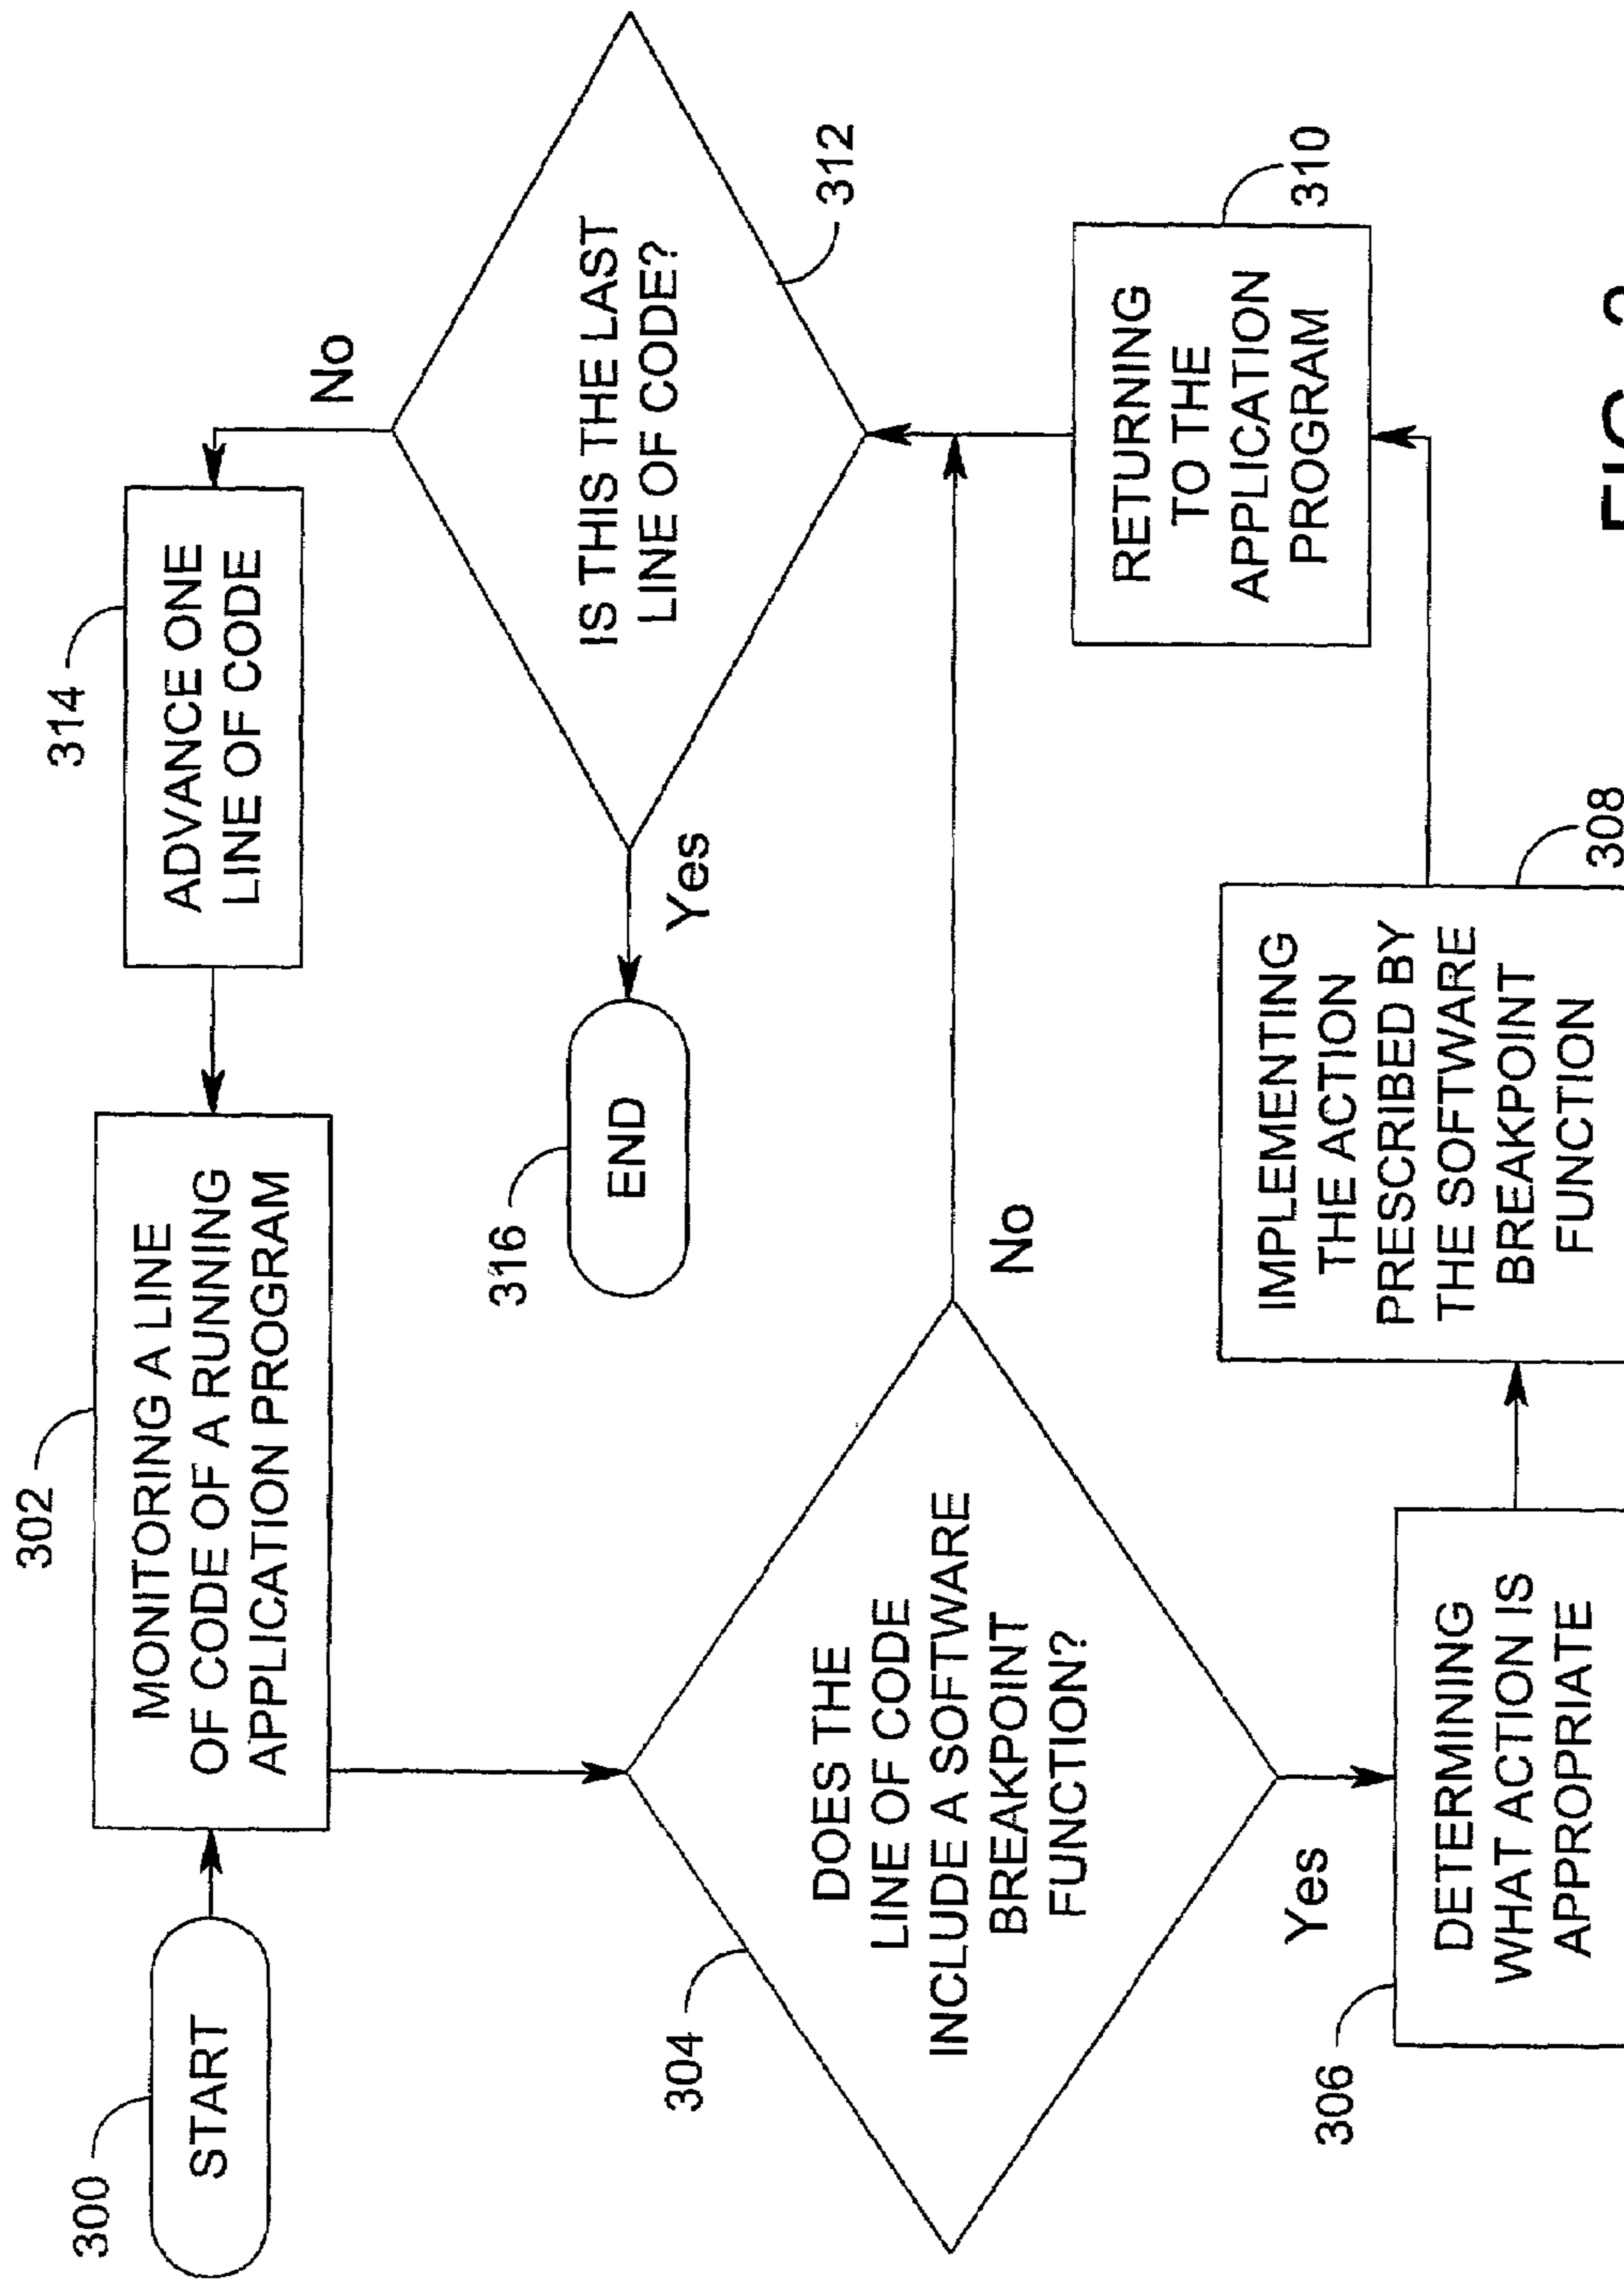 300
START
302
MONITORING A LINE
OF CODE OF A RUNNING
APPLICATION PROGRAM
314
ADVANCE ONE
LINE OF CODE
No
316
END
Yes
IS THIS THE LAST
LINE OF CODE?
312
304
DOES THE
LINE OF CODE
INCLUDE A SOFTWARE
BREAKPOINT
FUNCTION?
No
Yes
306
DETERMINING
WHAT ACTION IS
APPROPRIATE
IMPLEMENTING
THE ACTION
PRESCRIBED BY
THE SOFTWARE
BREAKPOINT
FUNCTION
308
RETURNING
TO THE
APPLICATION
PROGRAM
310
FIG.